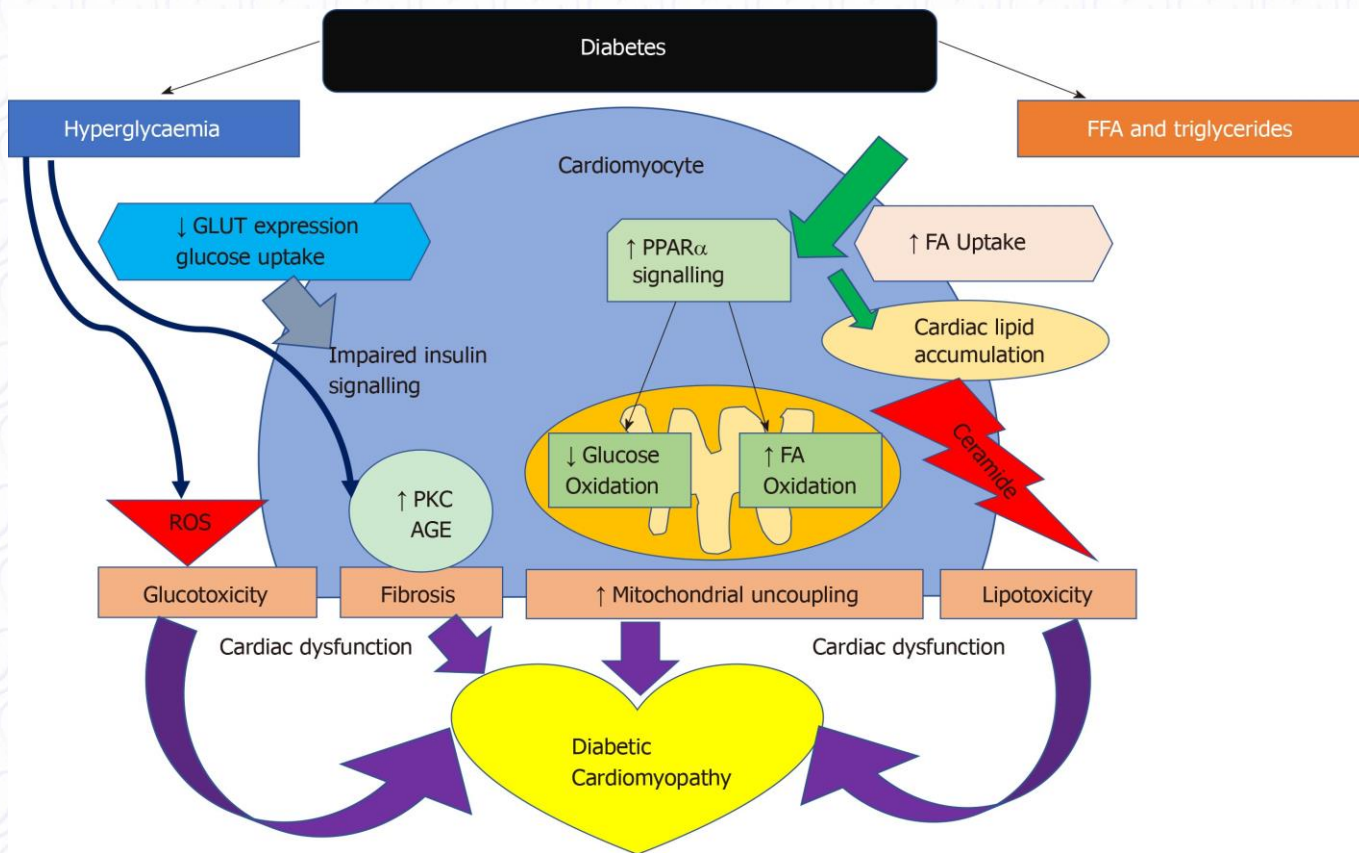 Diabetes
Hyperglycaemia
FFA and triglycerides
Cardiomyocyte
↓ GLUT expression
glucose uptake
↑ PPARα
signalling
↑ FA Uptake
Cardiac lipid
accumulation
Impaired insulin
signalling
↓ Glucose
Oxidation
↑ FA
Oxidation
Ceramide
ROS
↑ PKC
AGE
Glucotoxicity
Fibrosis
↑ Mitochondrial uncoupling
Lipotoxicity
Cardiac dysfunction
Cardiac dysfunction
Diabetic
Cardiomyopathy